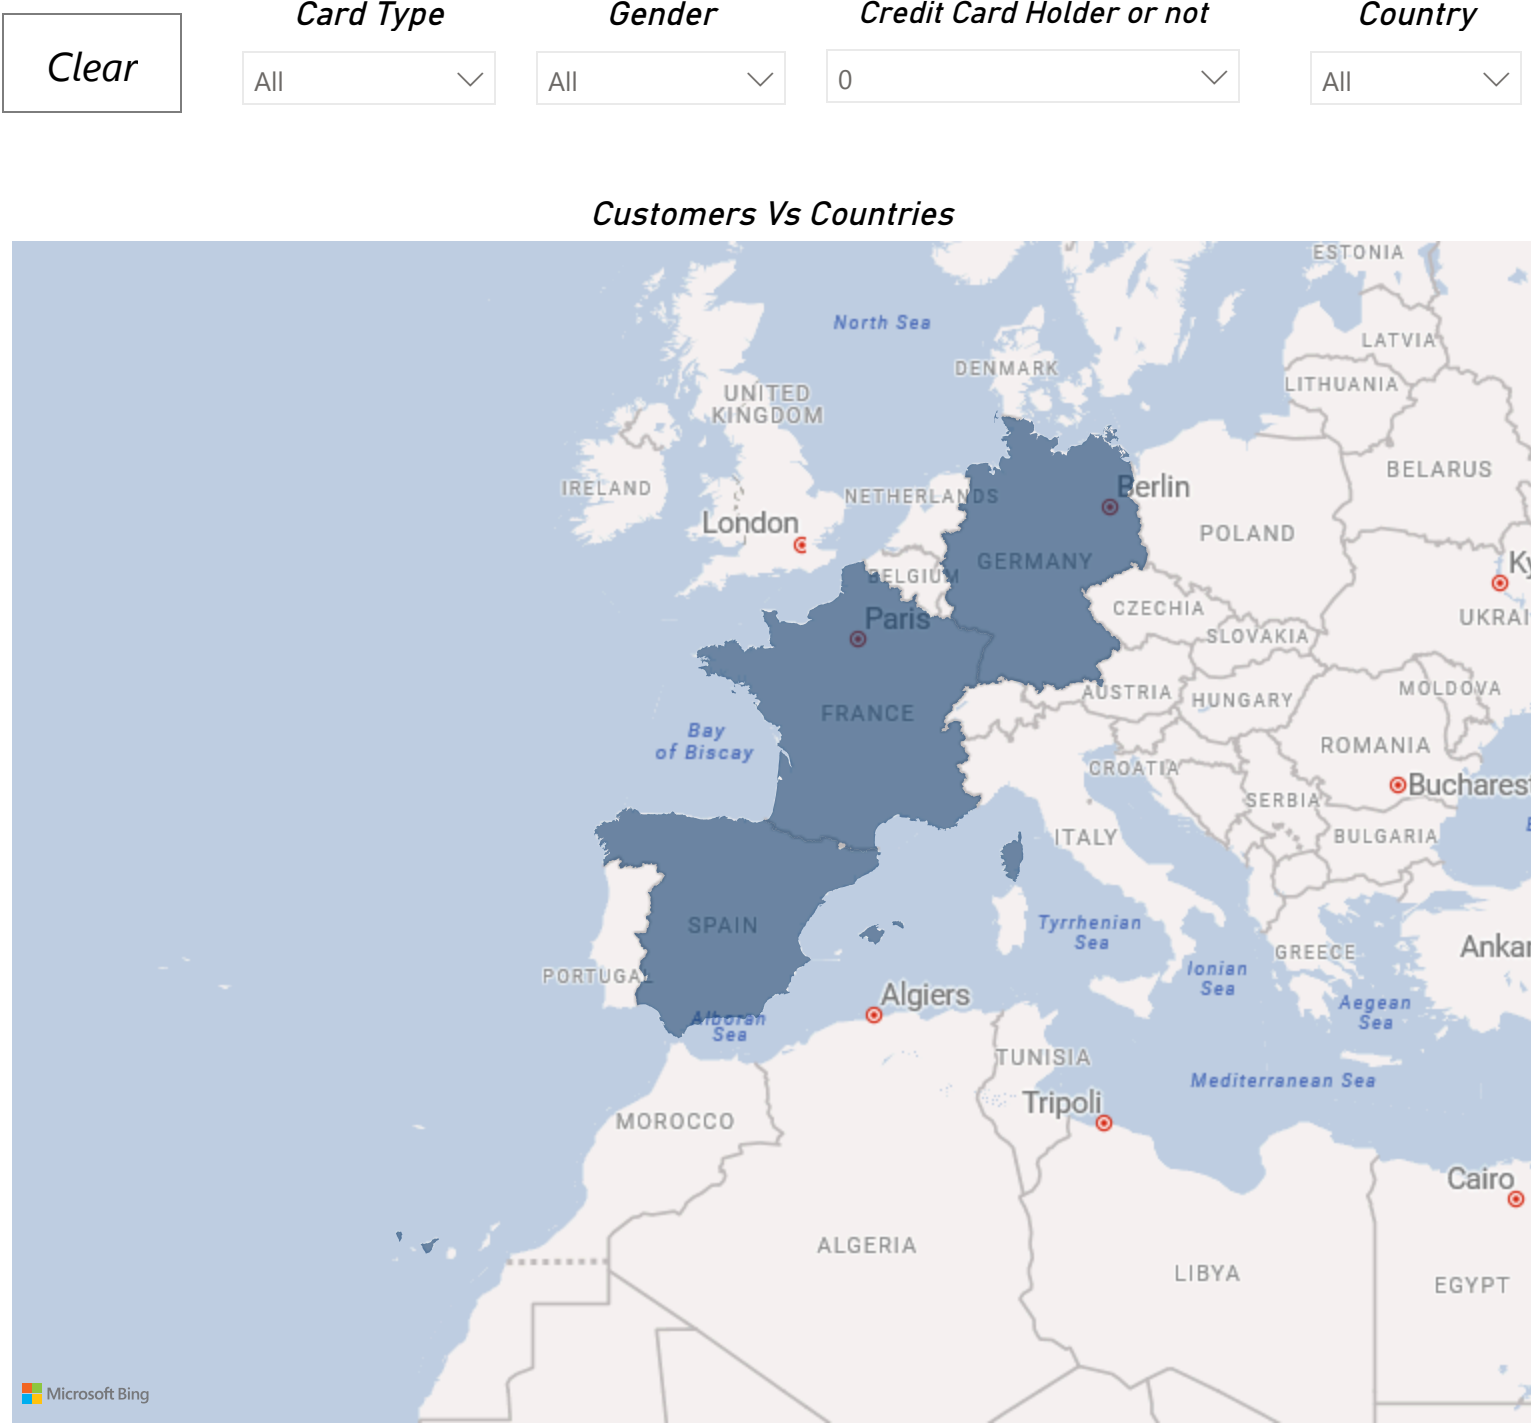 Card Type
Gender
Credit Card Holder or not
Country
Clear
All
All
0
All
Customers Vs Countries
ESTONIA
North Sea
LATVIA
DENMARK
LITHUANIA
UNITED
KINGDOM
BELARUS
IRELAND
NETHERLANDS
Berlin
London
POLAND
GERMANY
Ky
BELGIUM
CZECHIA
UKRAI
Paris
SLOVAKIA
AUSTRIA
HUNGARY
MOLDOVA
FRANCE
Bay
of Biscay
ROMANIA
CROATIA
Bucharest
SERBIA
ITALY
BULGARIA
SPAIN
Tyrrhenian
Sea
GREECE
Ankar
PORTUGAL
Ionian
Sea
Algiers
Aegean
Sea
Alboran
Sea
TUNISIA
Mediterranean Sea
Tripoli
MOROCCO
Cairo
ALGERIA
LIBYA
EGYPT
Microsoft Bing